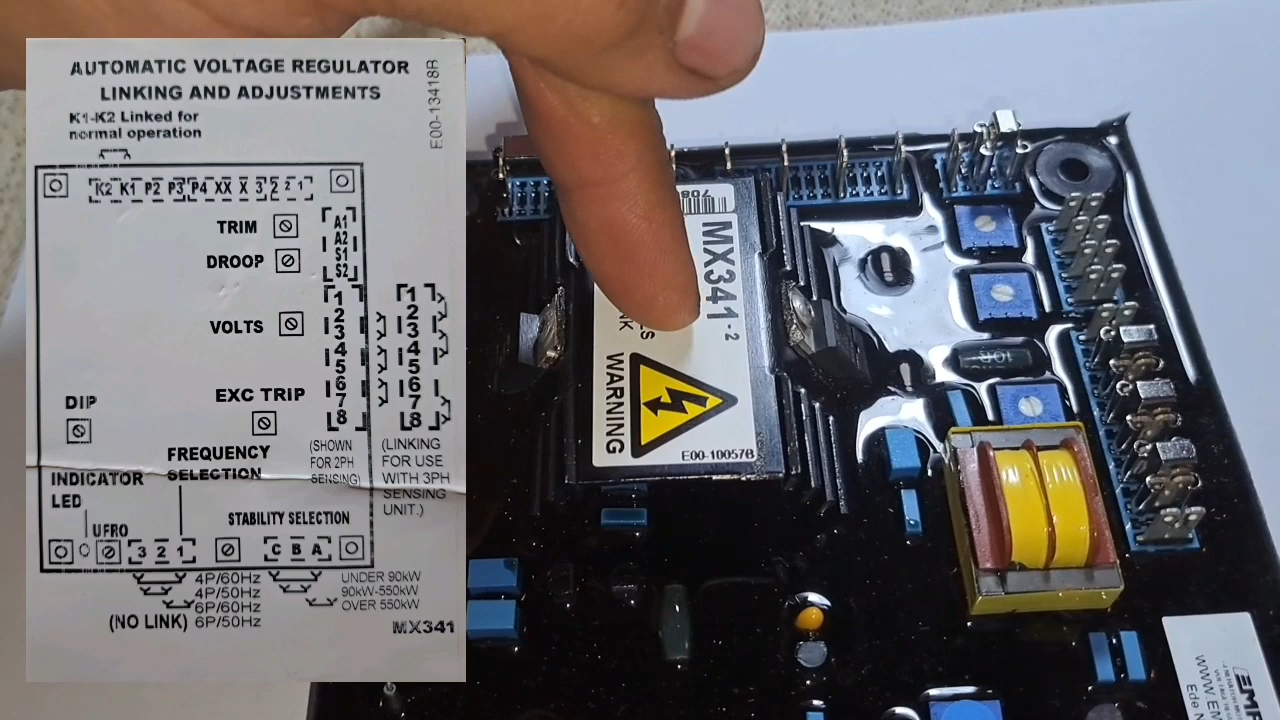 AUTOMATIC VOLTAGE REGULATOR
LINKING AND ADJUSTMENTS
E00-13418R
K1-K2 Linked for
normal operation
K2 K1 P2 P3 P4 XX X 3 2 2 1
TRIM
DROOP
VOLTS
EXC TRIP
DIP
A1
A2
S1
S2
1
2
3
4
5
6
7
8
1
2
3
4
5
6
7
8
(SHOWN
FOR 2PH
SENSING)
(LINKING
FOR USE
WITH 3PH
SENSING
UNIT.)
FREQUENCY
SELECTION
INDICATOR
LED
UFRO
STABILITY SELECTION
3 2 1
C B A
4P/60Hz
4P/50Hz
6P/60Hz
(NO LINK) 6P/50Hz
UNDER 90kW
90kW-550kW
OVER 550kW
MX341
MX341-2
WARNING
E00-10057B
10R